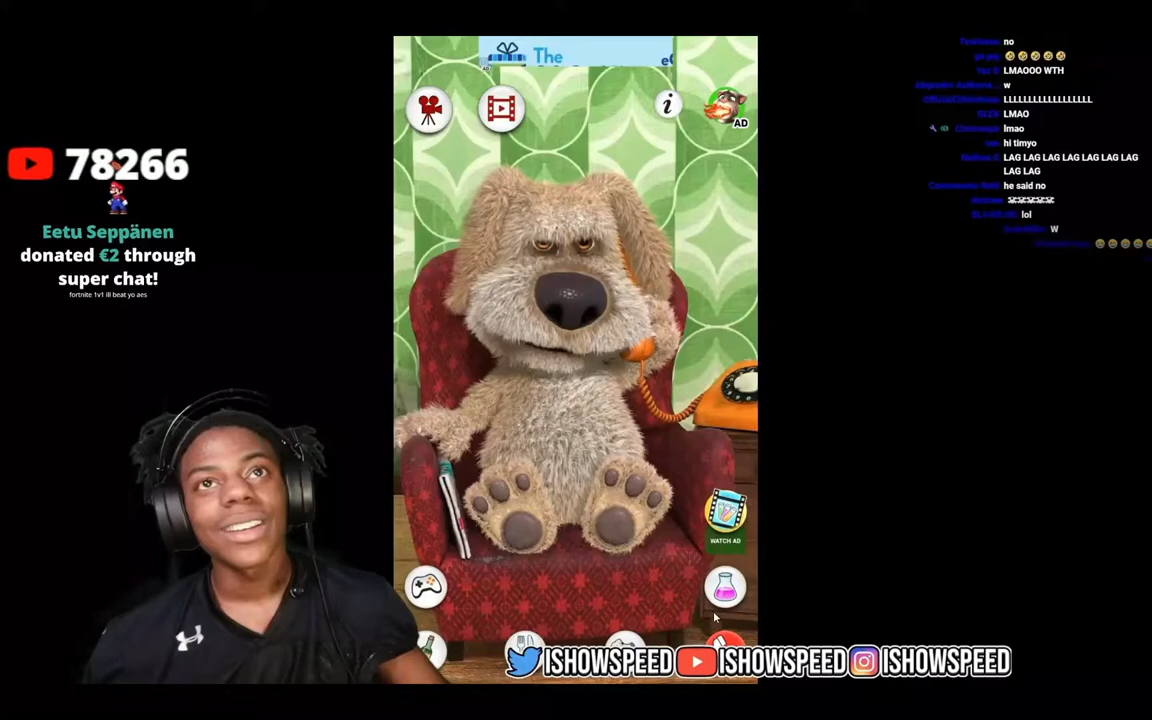 The
i
AD
AD
78266
Eetu Seppänen
donated €2 through
super chat!
fortnite 1v1 ill beat yo aes
no
LMAOOO WTH
w
LLLLLLLLLLLLLLLLL
LMAO
lmao
hi timyo
LAG LAG LAG LAG LAG LAG LAG
LAG LAG
he said no
lol
W
WATCH AD
ISHOWSPEED ISHOWSPEED ISHOWSPEED